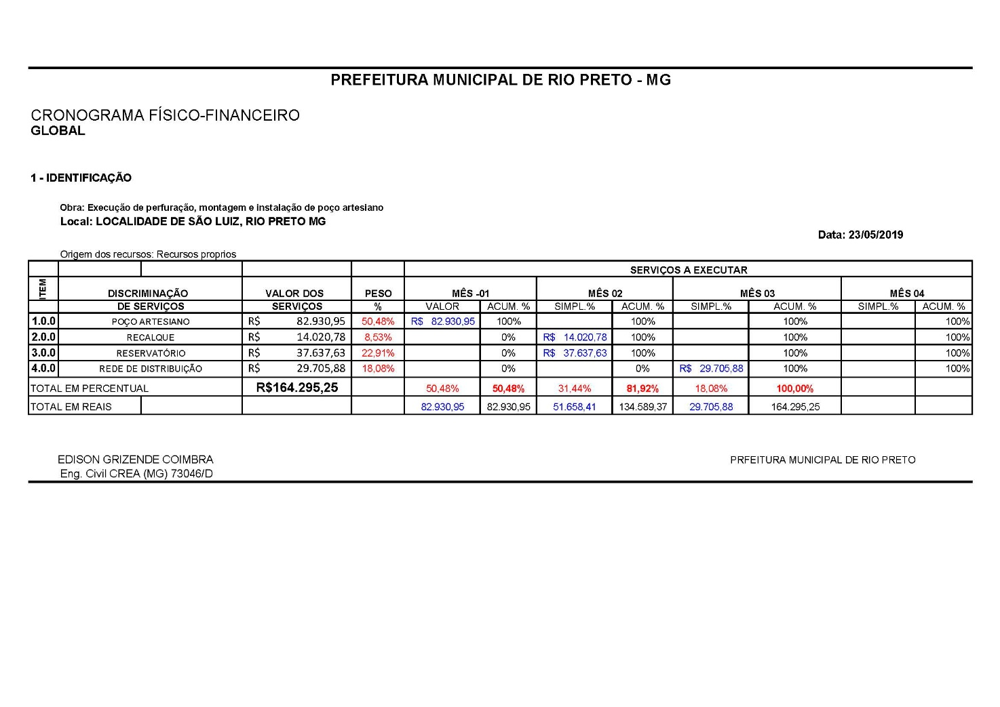 PREFEITURA MUNICIPAL DE RIO PRETO - MG
CRONOGRAMA FÍSICO-FINANCEIRO
GLOBAL
1 - IDENTIFICAÇÃO
Obra: Execução de perfuração, montagem e instalação de poço artesiano
Local: LOCALIDADE DE SÃO LUIZ, RIO PRETO MG
Data: 23/05/2019
Origem dos recursos: Recursos proprios
SERVIÇOS A EXECUTAR
ITEM DISCRIMINAÇÃO VALOR DOS PESO MÊS -01 MÊS 02 MÊS 03 MÊS 04
DE SERVIÇOS SERVIÇOS % VALOR ACUM. % SIMPL.% ACUM. % SIMPL.% ACUM. % SIMPL.% ACUM. %
1.0.0 POÇO ARTESIANO R$ 82.930,95 50,48% R$ 82.930,95 100% 100% 100% 100%
2.0.0 RECALQUE R$ 14.020,78 8,53% 0% R$ 14.020,78 100% 100% 100%
3.0.0 RESERVATÓRIO R$ 37.637,63 22,91% 0% R$ 37.637,63 100% 100% 100%
4.0.0 REDE DE DISTRIBUIÇÃO R$ 29.705,88 18,08% 0% 0% R$ 29.705,88 100% 100%
TOTAL EM PERCENTUAL R$164.295,25 50,48% 50,48% 31,44% 81,92% 18,08% 100,00%
TOTAL EM REAIS 82.930,95 82.930,95 51.658,41 134.589,37 29.705,88 164.295,25
EDISON GRIZENDE COIMBRA PRFEITURA MUNICIPAL DE RIO PRETO
Eng. Civil CREA (MG) 73046/D